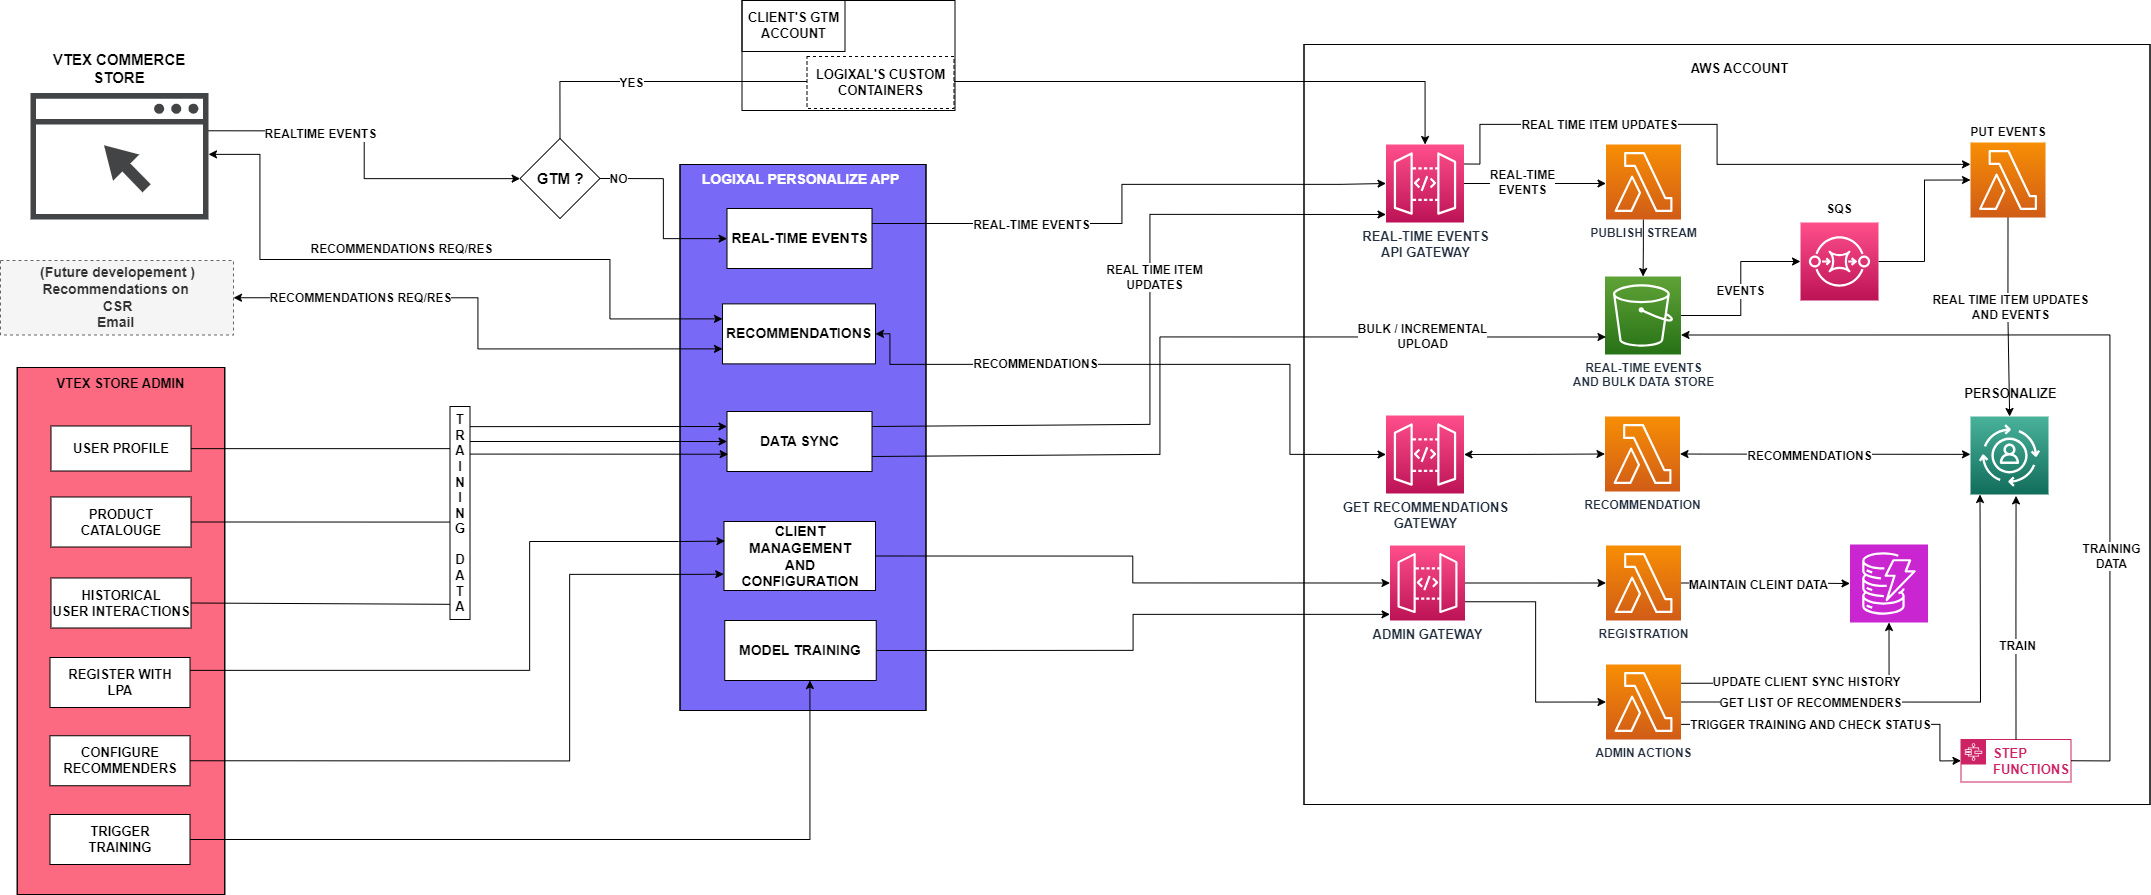 CLIENT'S GTM
ACCOUNT
LOGIXAL'S CUSTOM
CONTAINERS
YES
VTEX COMMERCE
STORE
REALTIME EVENTS
GTM ?
NO
RECOMMENDATIONS REQ/RES
(Future developement )
Recommendations on
CSR
Email
RECOMMENDATIONS REQ/RES
VTEX STORE ADMIN
USER PROFILE
PRODUCT
CATALOUGE
HISTORICAL
USER INTERACTIONS
REGISTER WITH
LPA
CONFIGURE
RECOMMENDERS
TRIGGER
TRAINING
T
R
A
I
N
I
N
G
D
A
T
A
LOGIXAL PERSONALIZE APP
REAL-TIME EVENTS
RECOMMENDATIONS
DATA SYNC
CLIENT
MANAGEMENT
AND
CONFIGURATION
MODEL TRAINING
REAL-TIME EVENTS
REAL TIME ITEM
UPDATES
RECOMMENDATIONS
AWS ACCOUNT
REAL TIME ITEM UPDATES
REAL-TIME
EVENTS
REAL-TIME EVENTS
API GATEWAY
PUBLISH STREAM
PUT EVENTS
SQS
EVENTS
BULK / INCREMENTAL
UPLOAD
REAL-TIME EVENTS
AND BULK DATA STORE
REAL TIME ITEM UPDATES
AND EVENTS
PERSONALIZE
GET RECOMMENDATIONS
GATEWAY
RECOMMENDATION
RECOMMENDATIONS
ADMIN GATEWAY
REGISTRATION
MAINTAIN CLEINT DATA
TRAINING
DATA
TRAIN
ADMIN ACTIONS
UPDATE CLIENT SYNC HISTORY
GET LIST OF RECOMMENDERS
TRIGGER TRAINING AND CHECK STATUS
STEP
FUNCTIONS